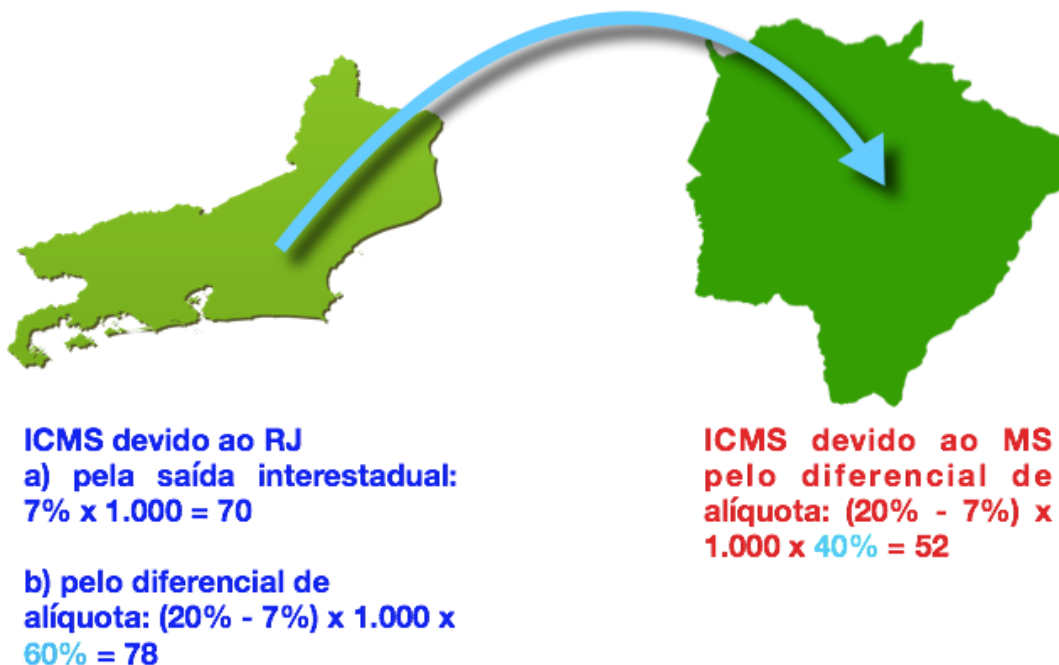 ICMS devido ao RJ
a) pela saída interestadual:
7% x 1.000 = 70
b) pelo diferencial de
alíquota: (20% - 7%) x 1.000 x
60% = 78
ICMS devido ao MS
pelo diferencial de
alíquota: (20% - 7%) x
1.000 x 40% = 52